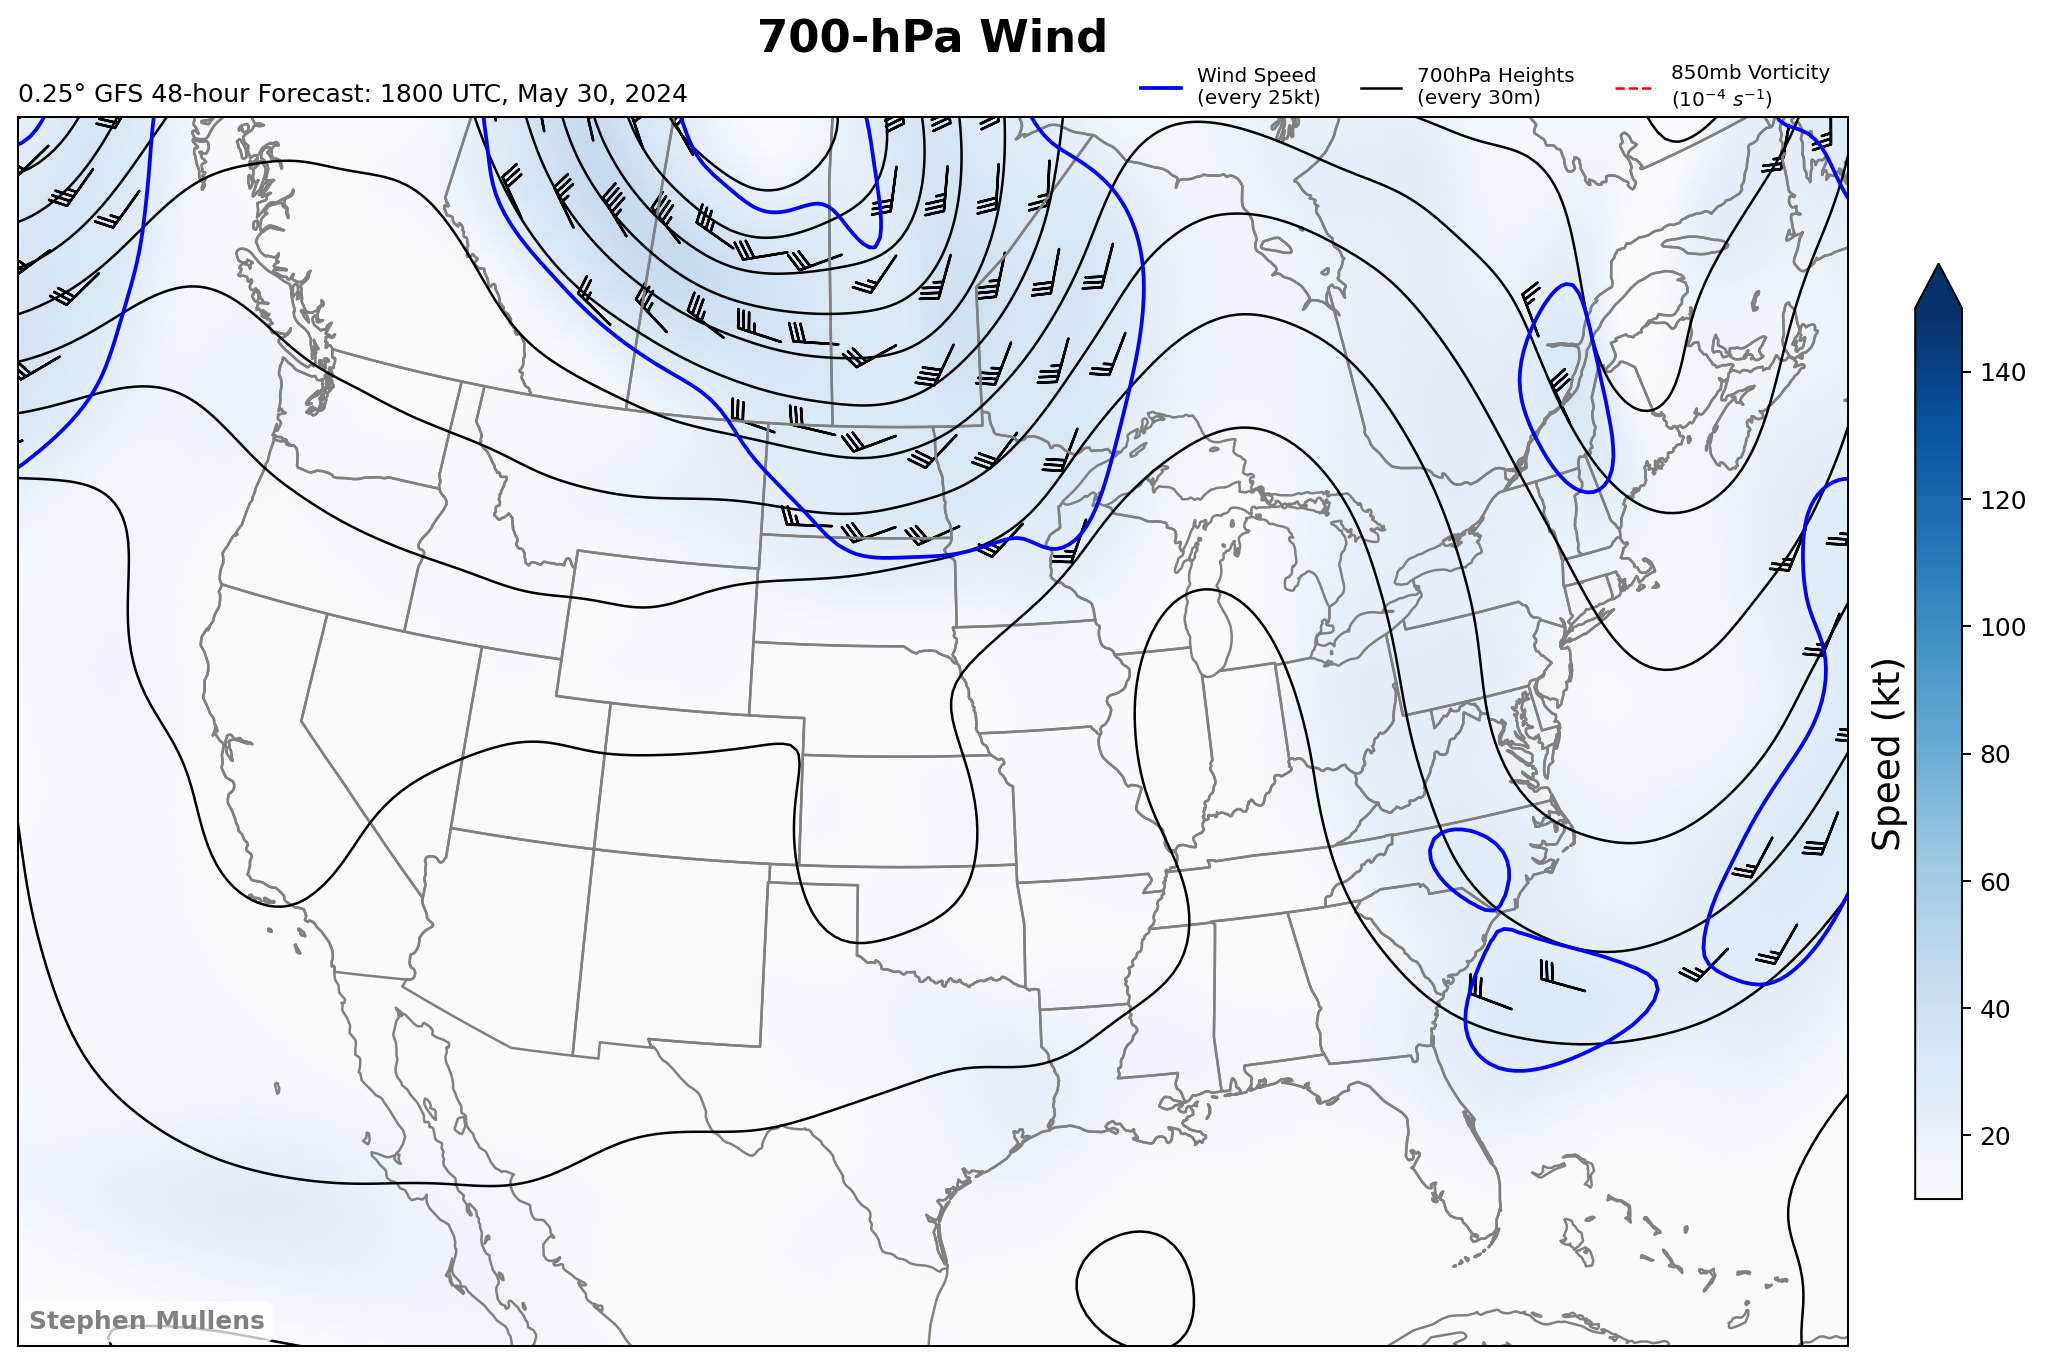 700-hPa Wind
0.25° GFS 48-hour Forecast: 1800 UTC, May 30, 2024
Wind Speed
(every 25kt)
700hPa Heights
(every 30m)
850mb Vorticity
(10⁻⁴ s⁻¹)
140
120
100
80
60
40
20
Speed (kt)
Stephen Mullens